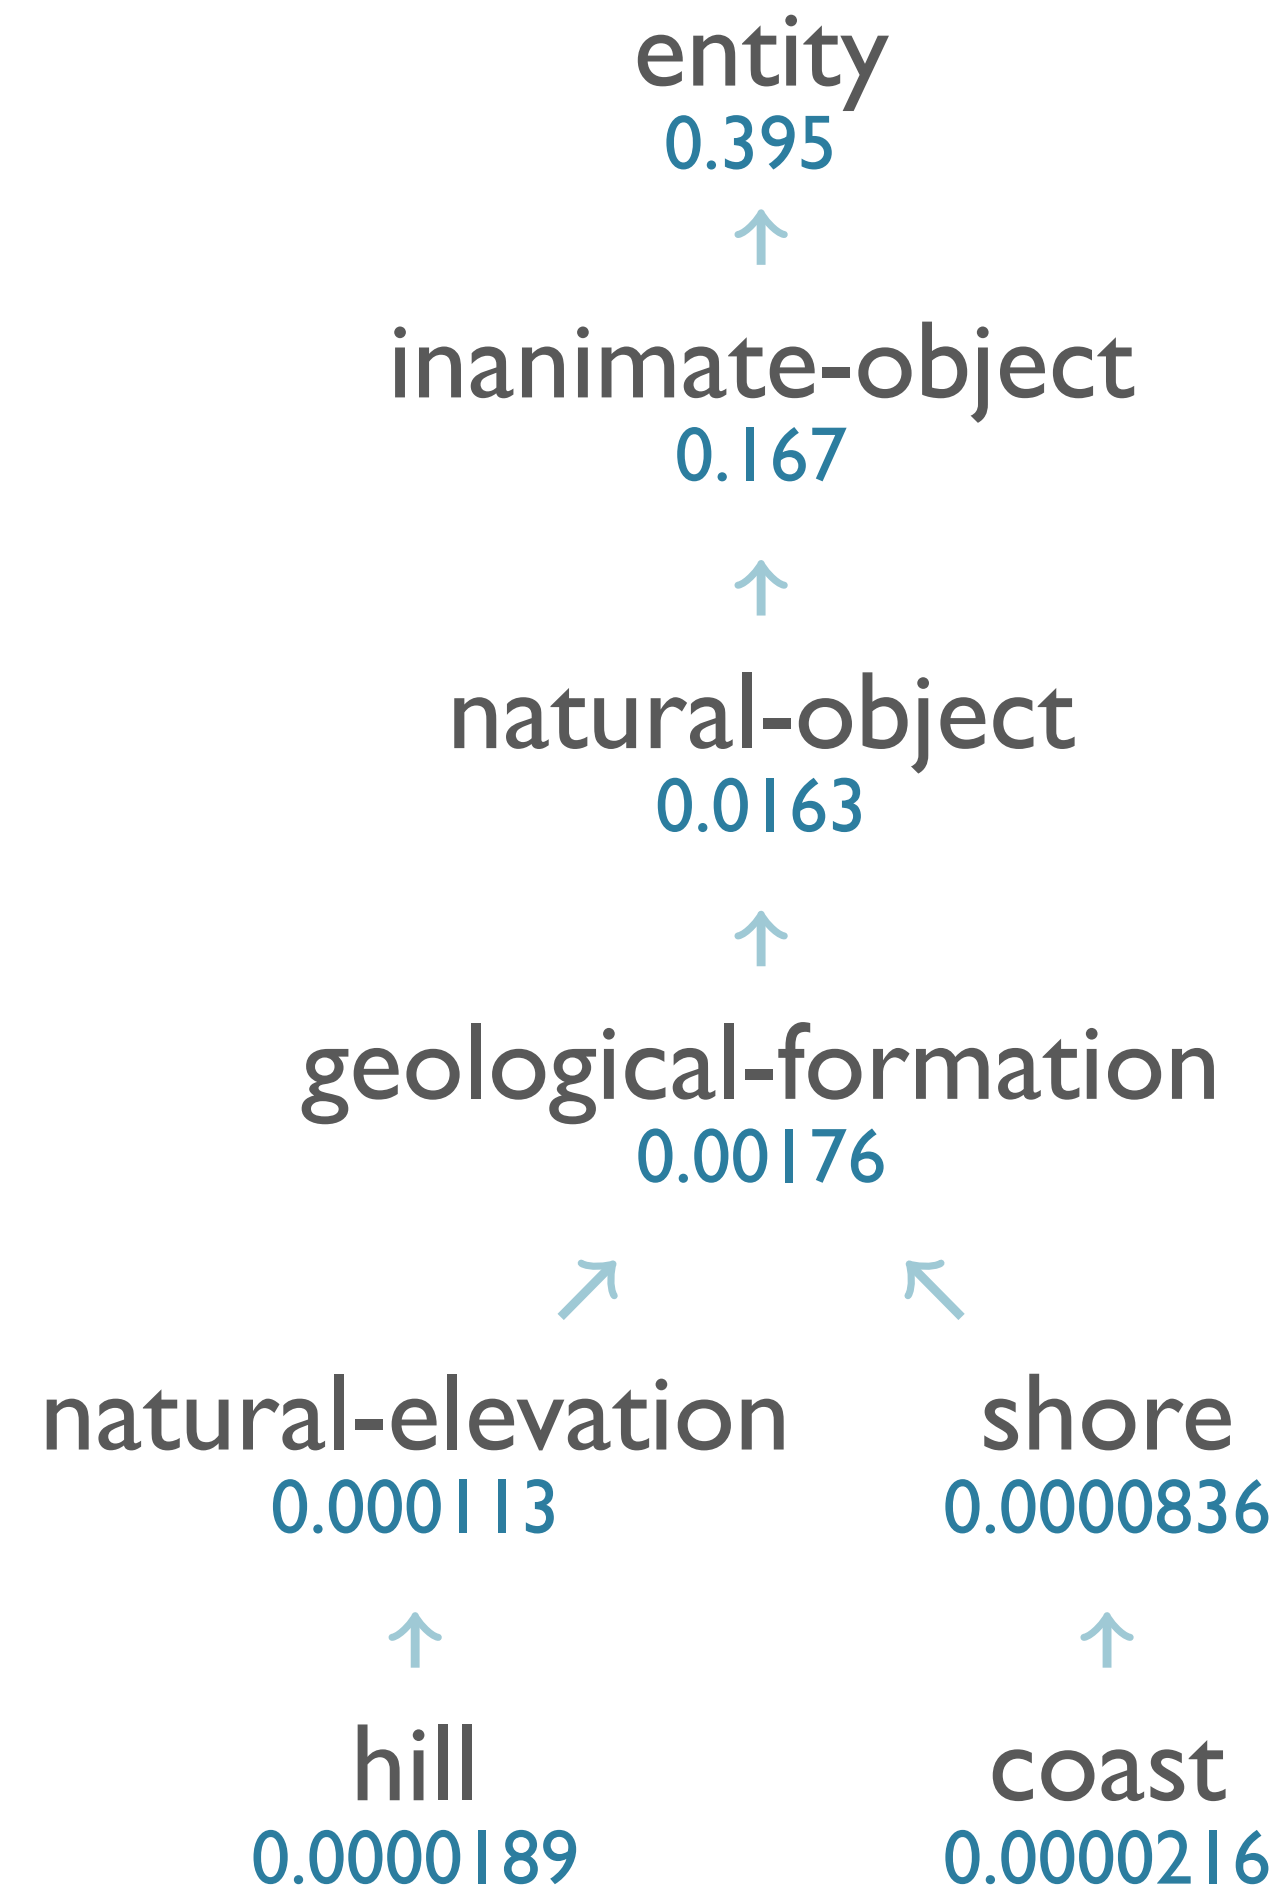 entity
0.395
inanimate-object
0.167
natural-object
0.0163
geological-formation
0.00176
natural-elevation shore
0.000113 0.0000836
hill coast
0.0000189 0.0000216